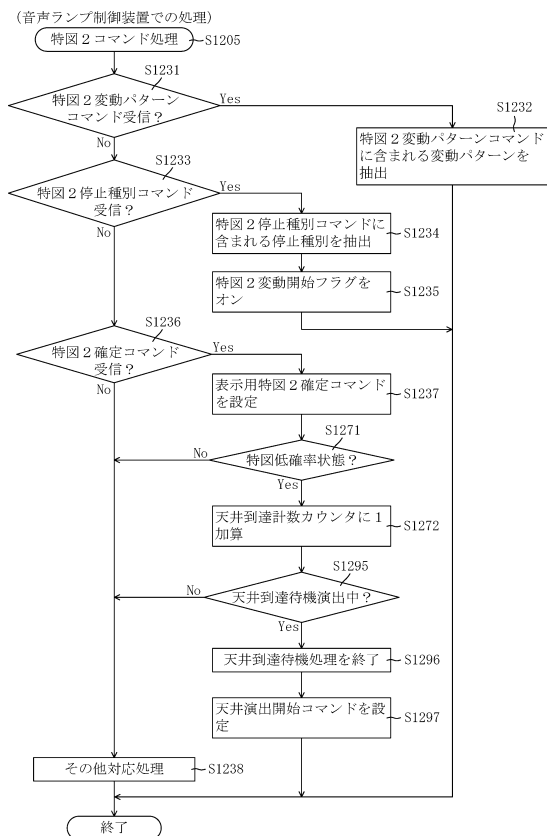 (音声ランプ制御装置での処理)
特図2コマンド処理
S1205
S1231
特図2変動パターン
コマンド受信?
Yes
No
S1232
特図2変動パターンコマンド
に含まれる変動パターンを
抽出
S1233
特図2停止種別コマンド
受信?
Yes
No
特図2停止種別コマンドに
含まれる停止種別を抽出
S1234
特図2変動開始フラグを
オン
S1235
S1236
特図2確定コマンド
受信?
Yes
No
表示用特図2確定コマンド
を設定
S1237
S1271
特図低確率状態?
No
Yes
天井到達計数カウンタに1
加算
S1272
S1295
天井到達待機演出中?
No
Yes
天井到達待機処理を終了
S1296
天井演出開始コマンドを設
定
S1297
その他対応処理
S1238
終了